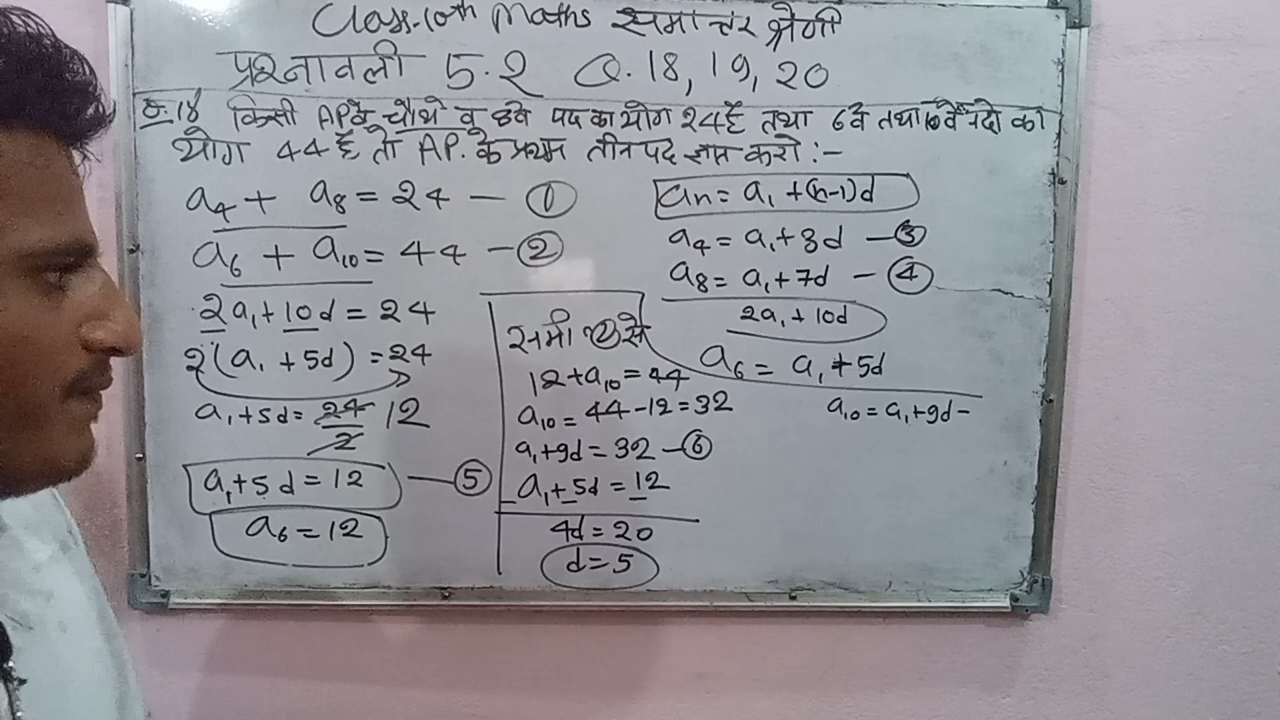 Class-10th Maths समान्तर श्रेणी
प्रश्नावली 5.2 Q.18,19,20
किसी AP के चौथे व 8वे पद का योग 24 है तथा 6वे तथा 10वें पदो का
योग 44 है तो A.P. के प्रथम तीन पद ज्ञात करो :-
a₄ + a₈ = 24 — ①
a₆ + a₁₀ = 44 — ②
2a₁ + 10d = 24
2(a₁ + 5d) = 24
a₁ + 5d = 24/2 12
a₁ + 5d = 12 — ⑤
a₆ = 12
समी ② से
12 + a₁₀ = 44
a₁₀ = 44 - 12 = 32
a₁ + 9d = 32 — ⑥
a₁ + 5d = 12
4d = 20
d = 5
an = a₁ + (n-1)d
a₄ = a₁ + 3d — ③
a₈ = a₁ + 7d — ④
2a₁ + 10d
a₆ = a₁ + 5d
a₁₀ = a₁ + 9d -